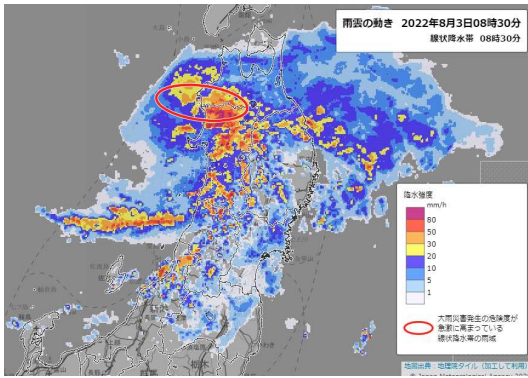 雨雲の動き 2022年8月3日08時30分
線状降水帯 08時30分
降水強度
mm/h
80
50
30
20
10
5
1
大雨災害発生の危険度が
急激に高まっている
線状降水帯の雨域
地図出典：地理院タイル（加工して利用）